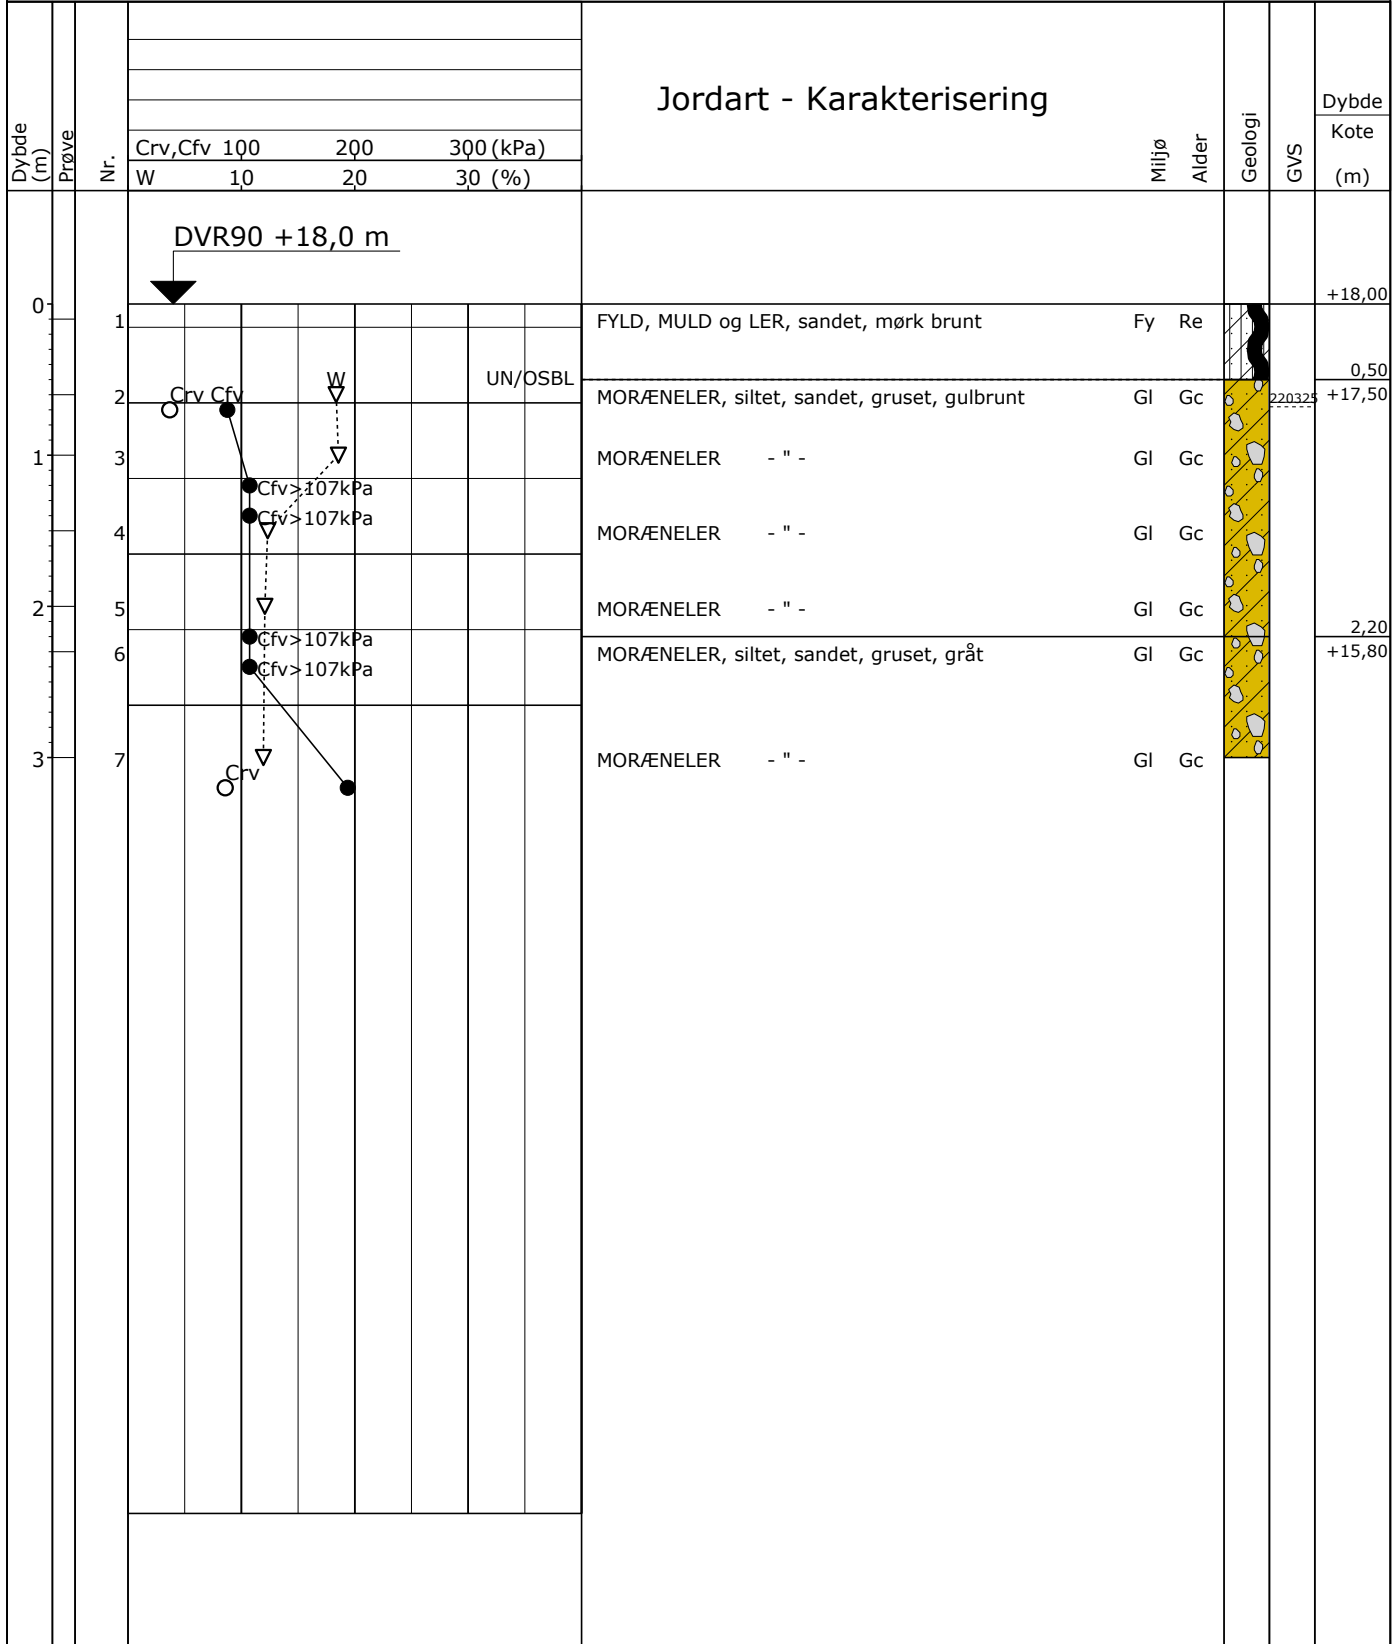 Jordart - Karakterisering
Dybde (m)
Prøve
Nr.
Crv,Cfv 100 200 300 (kPa)
W 10 20 30 (%)
Miljø
Alder
Geologi
GVS
Dybde
Kote
(m)
DVR90 +18,0 m
0 +18,00
1 FYLD, MULD og LER, sandet, mørk brunt Fy Re
W UN/OSBL 0,50
Crv Cfv
2 MORÆNELER, siltet, sandet, gruset, gulbrunt Gl Gc 220325 +17,50
1 3 MORÆNELER - " - Gl Gc
Cfv>107kPa
Cfv>107kPa
4 MORÆNELER - " - Gl Gc
2 5 MORÆNELER - " - Gl Gc
2,20
Cfv>107kPa
6 MORÆNELER, siltet, sandet, gruset, gråt Gl Gc +15,80
Cfv>107kPa
3 7 MORÆNELER - " - Gl Gc
Crv